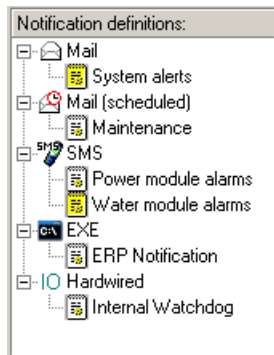 Notification definitions:
Mail
System alerts
Mail (scheduled)
Maintenance
SMS SMS
Power module alarms
Water module alarms
C:\ EXE
ERP Notification
IO Hardwired
Internal Watchdog